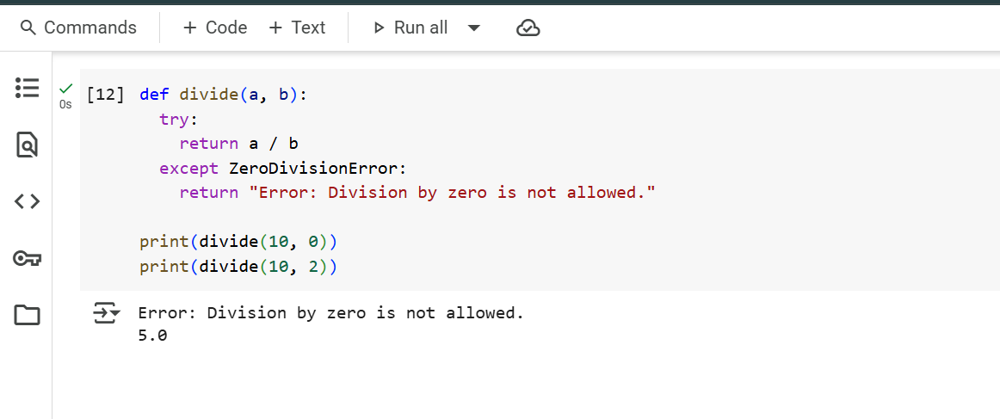 Commands + Code + Text Run all
0s
[12] def divide(a, b):
  try:
    return a / b
  except ZeroDivisionError:
    return "Error: Division by zero is not allowed."

print(divide(10, 0))
print(divide(10, 2))
Error: Division by zero is not allowed.
5.0